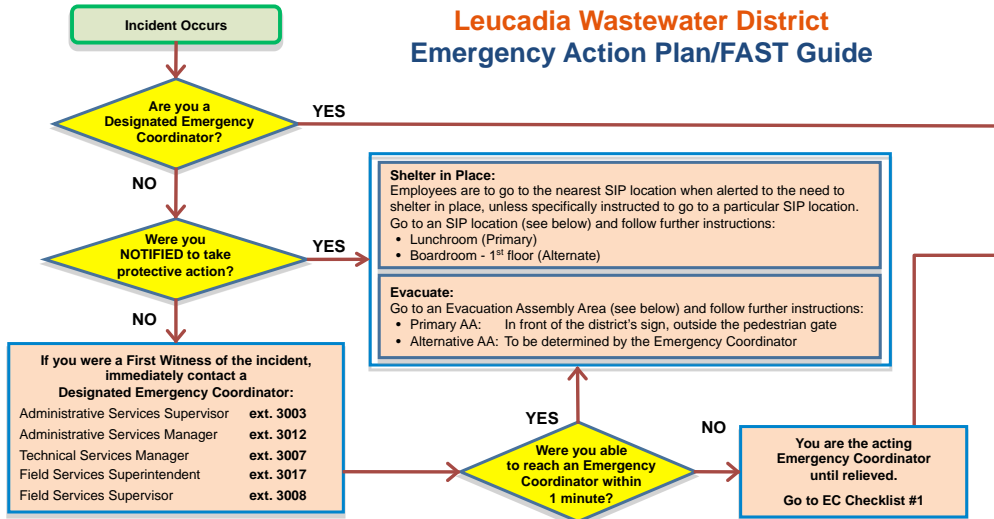 Incident Occurs
Leucadia Wastewater District
Emergency Action Plan/FAST Guide
Are you a
Designated Emergency
Coordinator?
YES
NO
Were you
NOTIFIED to take
protective action?
YES
NO
Shelter in Place:
Employees are to go to the nearest SIP location when alerted to the need to
shelter in place, unless specifically instructed to go to a particular SIP location.
Go to an SIP location (see below) and follow further instructions:
• Lunchroom (Primary)
• Boardroom - 1st floor (Alternate)
Evacuate:
Go to an Evacuation Assembly Area (see below) and follow further instructions:
• Primary AA: In front of the district's sign, outside the pedestrian gate
• Alternative AA: To be determined by the Emergency Coordinator
If you were a First Witness of the incident,
immediately contact a
Designated Emergency Coordinator:
Administrative Services Supervisor ext. 3003
Administrative Services Manager ext. 3012
Technical Services Manager ext. 3007
Field Services Superintendent ext. 3017
Field Services Supervisor ext. 3008
YES
Were you able
to reach an Emergency
Coordinator within
1 minute?
NO
You are the acting
Emergency Coordinator
until relieved.
Go to EC Checklist #1